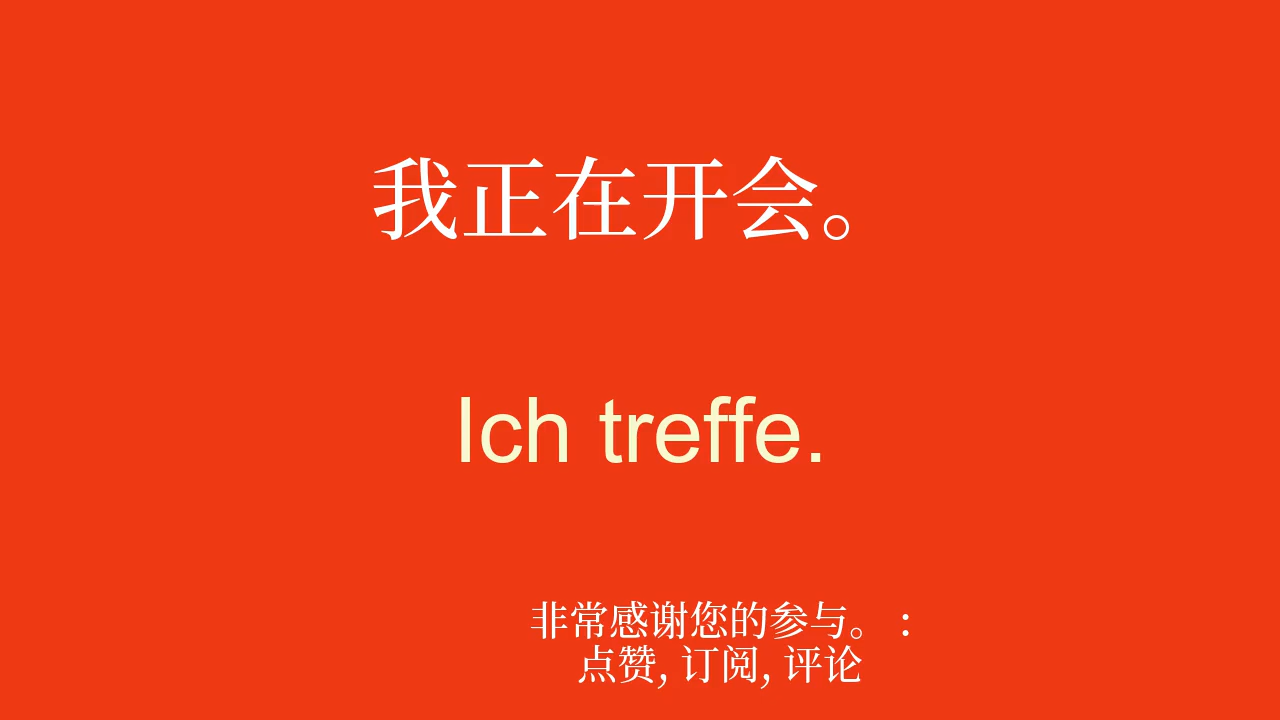 我正在开会。
Ich treffe.
非常感谢您的参与。 :
点赞, 订阅, 评论